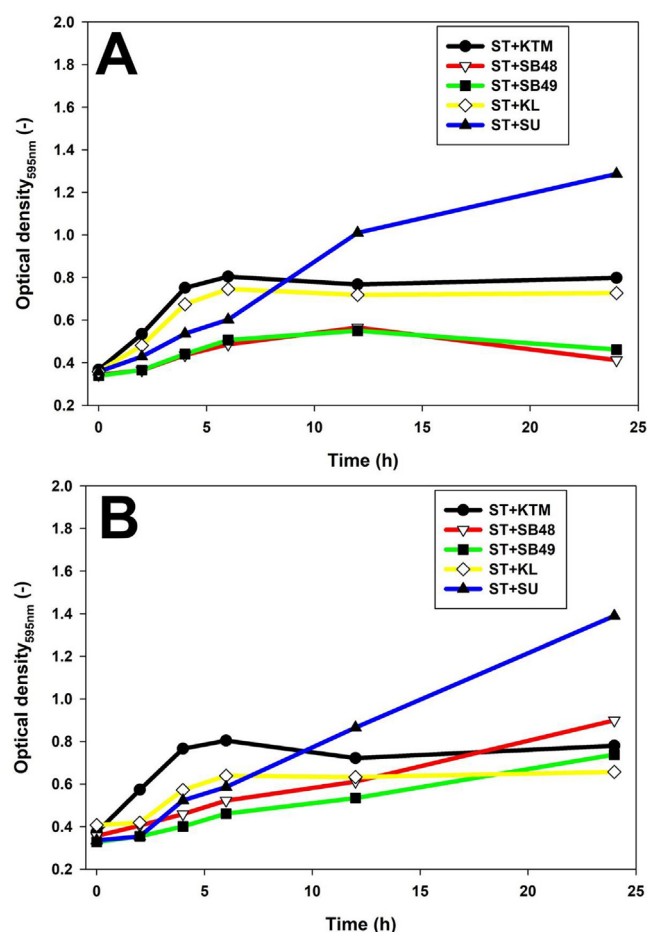 A
ST+KTM
ST+SB48
ST+SB49
ST+KL
ST+SU
Optical density595nm (-)
2.0
1.8
1.6
1.4
1.2
1.0
0.8
0.6
0.4
0.2
0 5 10 15 20 25
Time (h)
B
ST+KTM
ST+SB48
ST+SB49
ST+KL
ST+SU
Optical density595nm (-)
2.0
1.8
1.6
1.4
1.2
1.0
0.8
0.6
0.4
0.2
0 5 10 15 20 25
Time (h)